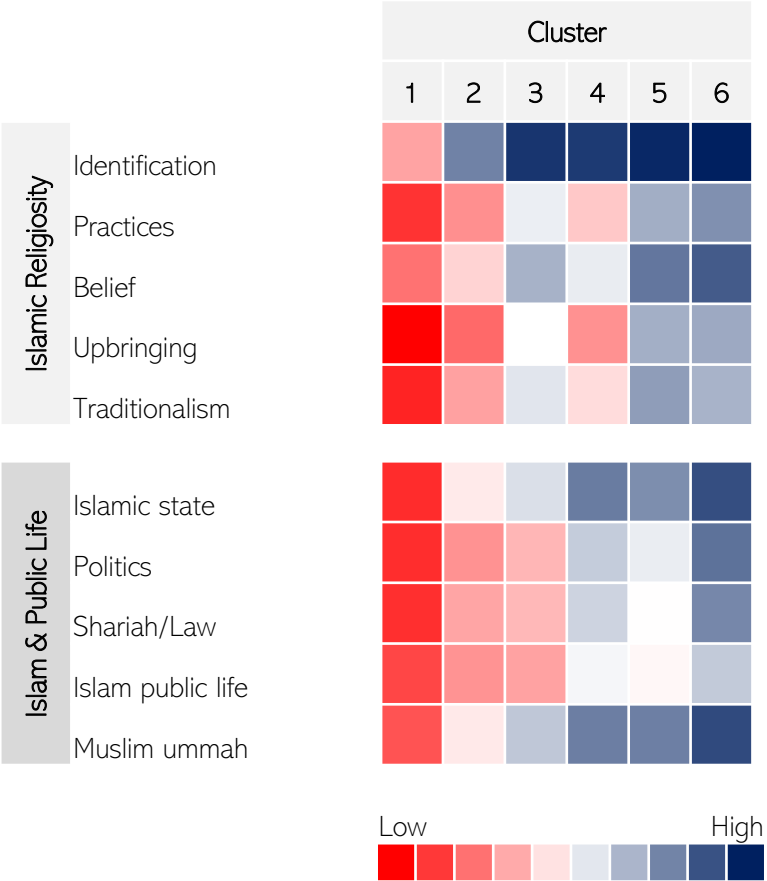 Cluster
1 2 3 4 5 6
Islamic Religiosity
Identification
Practices
Belief
Upbringing
Traditionalism
Islam & Public Life
Islamic state
Politics
Shariah/Law
Islam public life
Muslim ummah
Low High